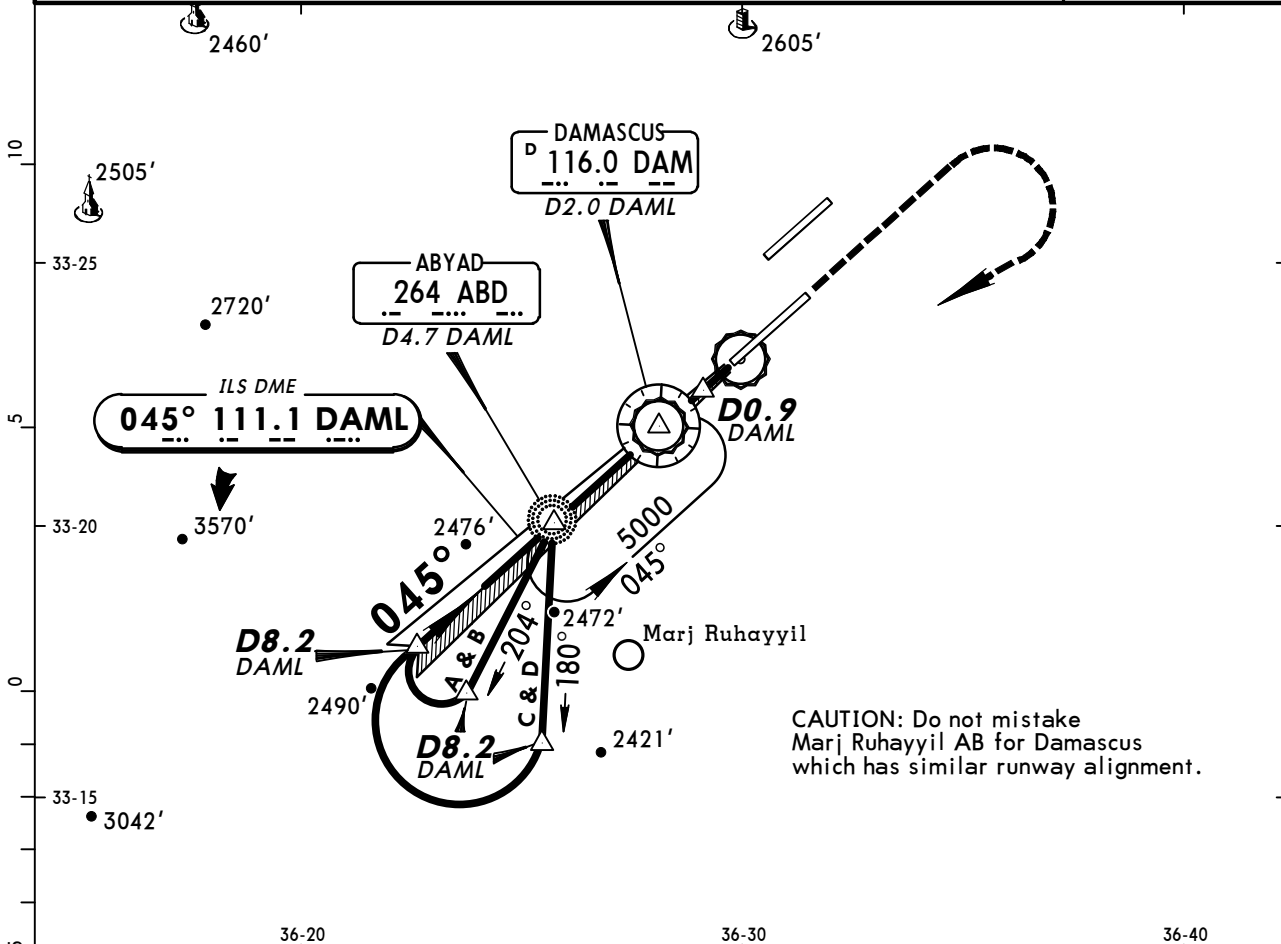 2460'
2605'
10
2505'
DAMASCUS
D 116.0 DAM
D2.0 DAML
33-25
ABYAD
264 ABD
D4.7 DAML
2720'
ILS DME
045° 111.1 DAML
5
D0.9
DAML
33-20
3570'
2476'
5000
045°
045°
2472'
Marj Ruhayyil
D8.2
DAML
A & B
204°
C & D
180°
0
2490'
D8.2
DAML
2421'
CAUTION: Do not mistake
Marj Ruhayyil AB for Damascus
which has similar runway alignment.
33-15
3042'
36-20
36-30
36-40